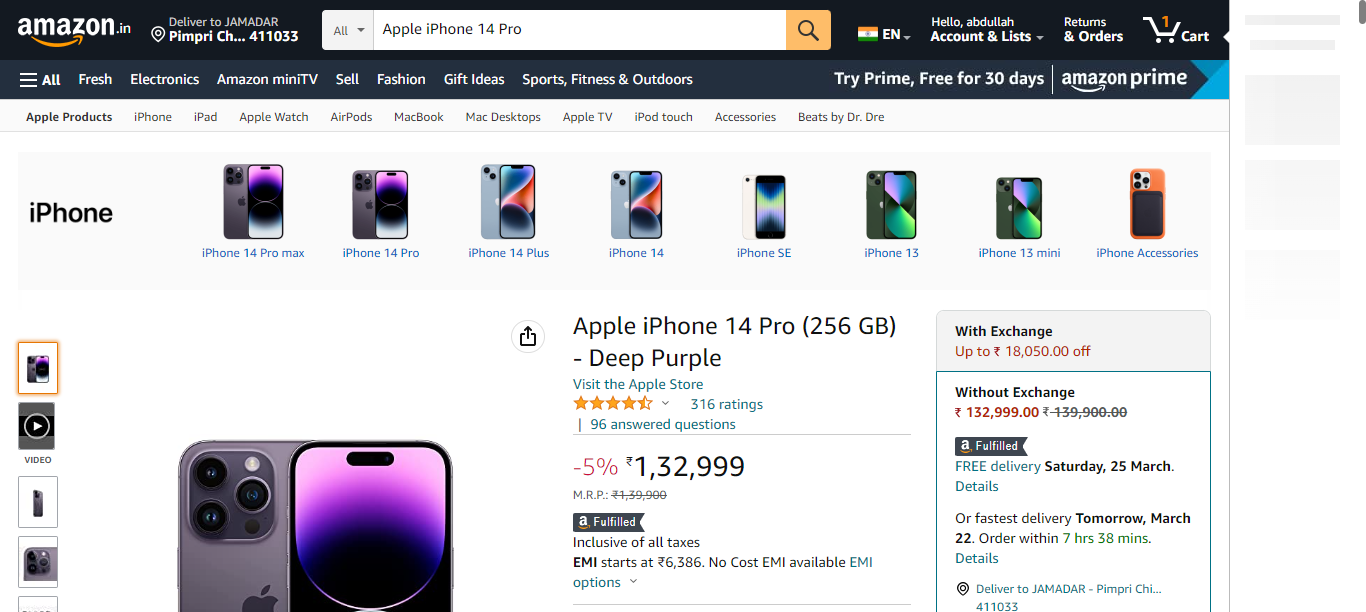 amazon.in
Deliver to JAMADAR
Pimpri Ch... 411033
All
Apple iPhone 14 Pro
EN
Hello, abdullah
Account & Lists
Returns
& Orders
1
Cart
All
Fresh
Electronics
Amazon miniTV
Sell
Fashion
Gift Ideas
Sports, Fitness & Outdoors
Try Prime, Free for 30 days
amazon prime
Apple Products
iPhone
iPad
Apple Watch
AirPods
MacBook
Mac Desktops
Apple TV
iPod touch
Accessories
Beats by Dr. Dre
iPhone
iPhone 14 Pro max
iPhone 14 Pro
iPhone 14 Plus
iPhone 14
iPhone SE
iPhone 13
iPhone 13 mini
iPhone Accessories
VIDEO
Apple iPhone 14 Pro (256 GB)
- Deep Purple
Visit the Apple Store
316 ratings
| 96 answered questions
-5% ₹1,32,999
M.R.P.: ₹1,39,900
a Fulfilled
Inclusive of all taxes
EMI starts at ₹6,386. No Cost EMI available EMI
options
With Exchange
Up to ₹ 18,050.00 off
Without Exchange
₹ 132,999.00 ₹ 139,900.00
a Fulfilled
FREE delivery Saturday, 25 March.
Details
Or fastest delivery Tomorrow, March
22. Order within 7 hrs 38 mins.
Details
Deliver to JAMADAR - Pimpri Chi...
411033